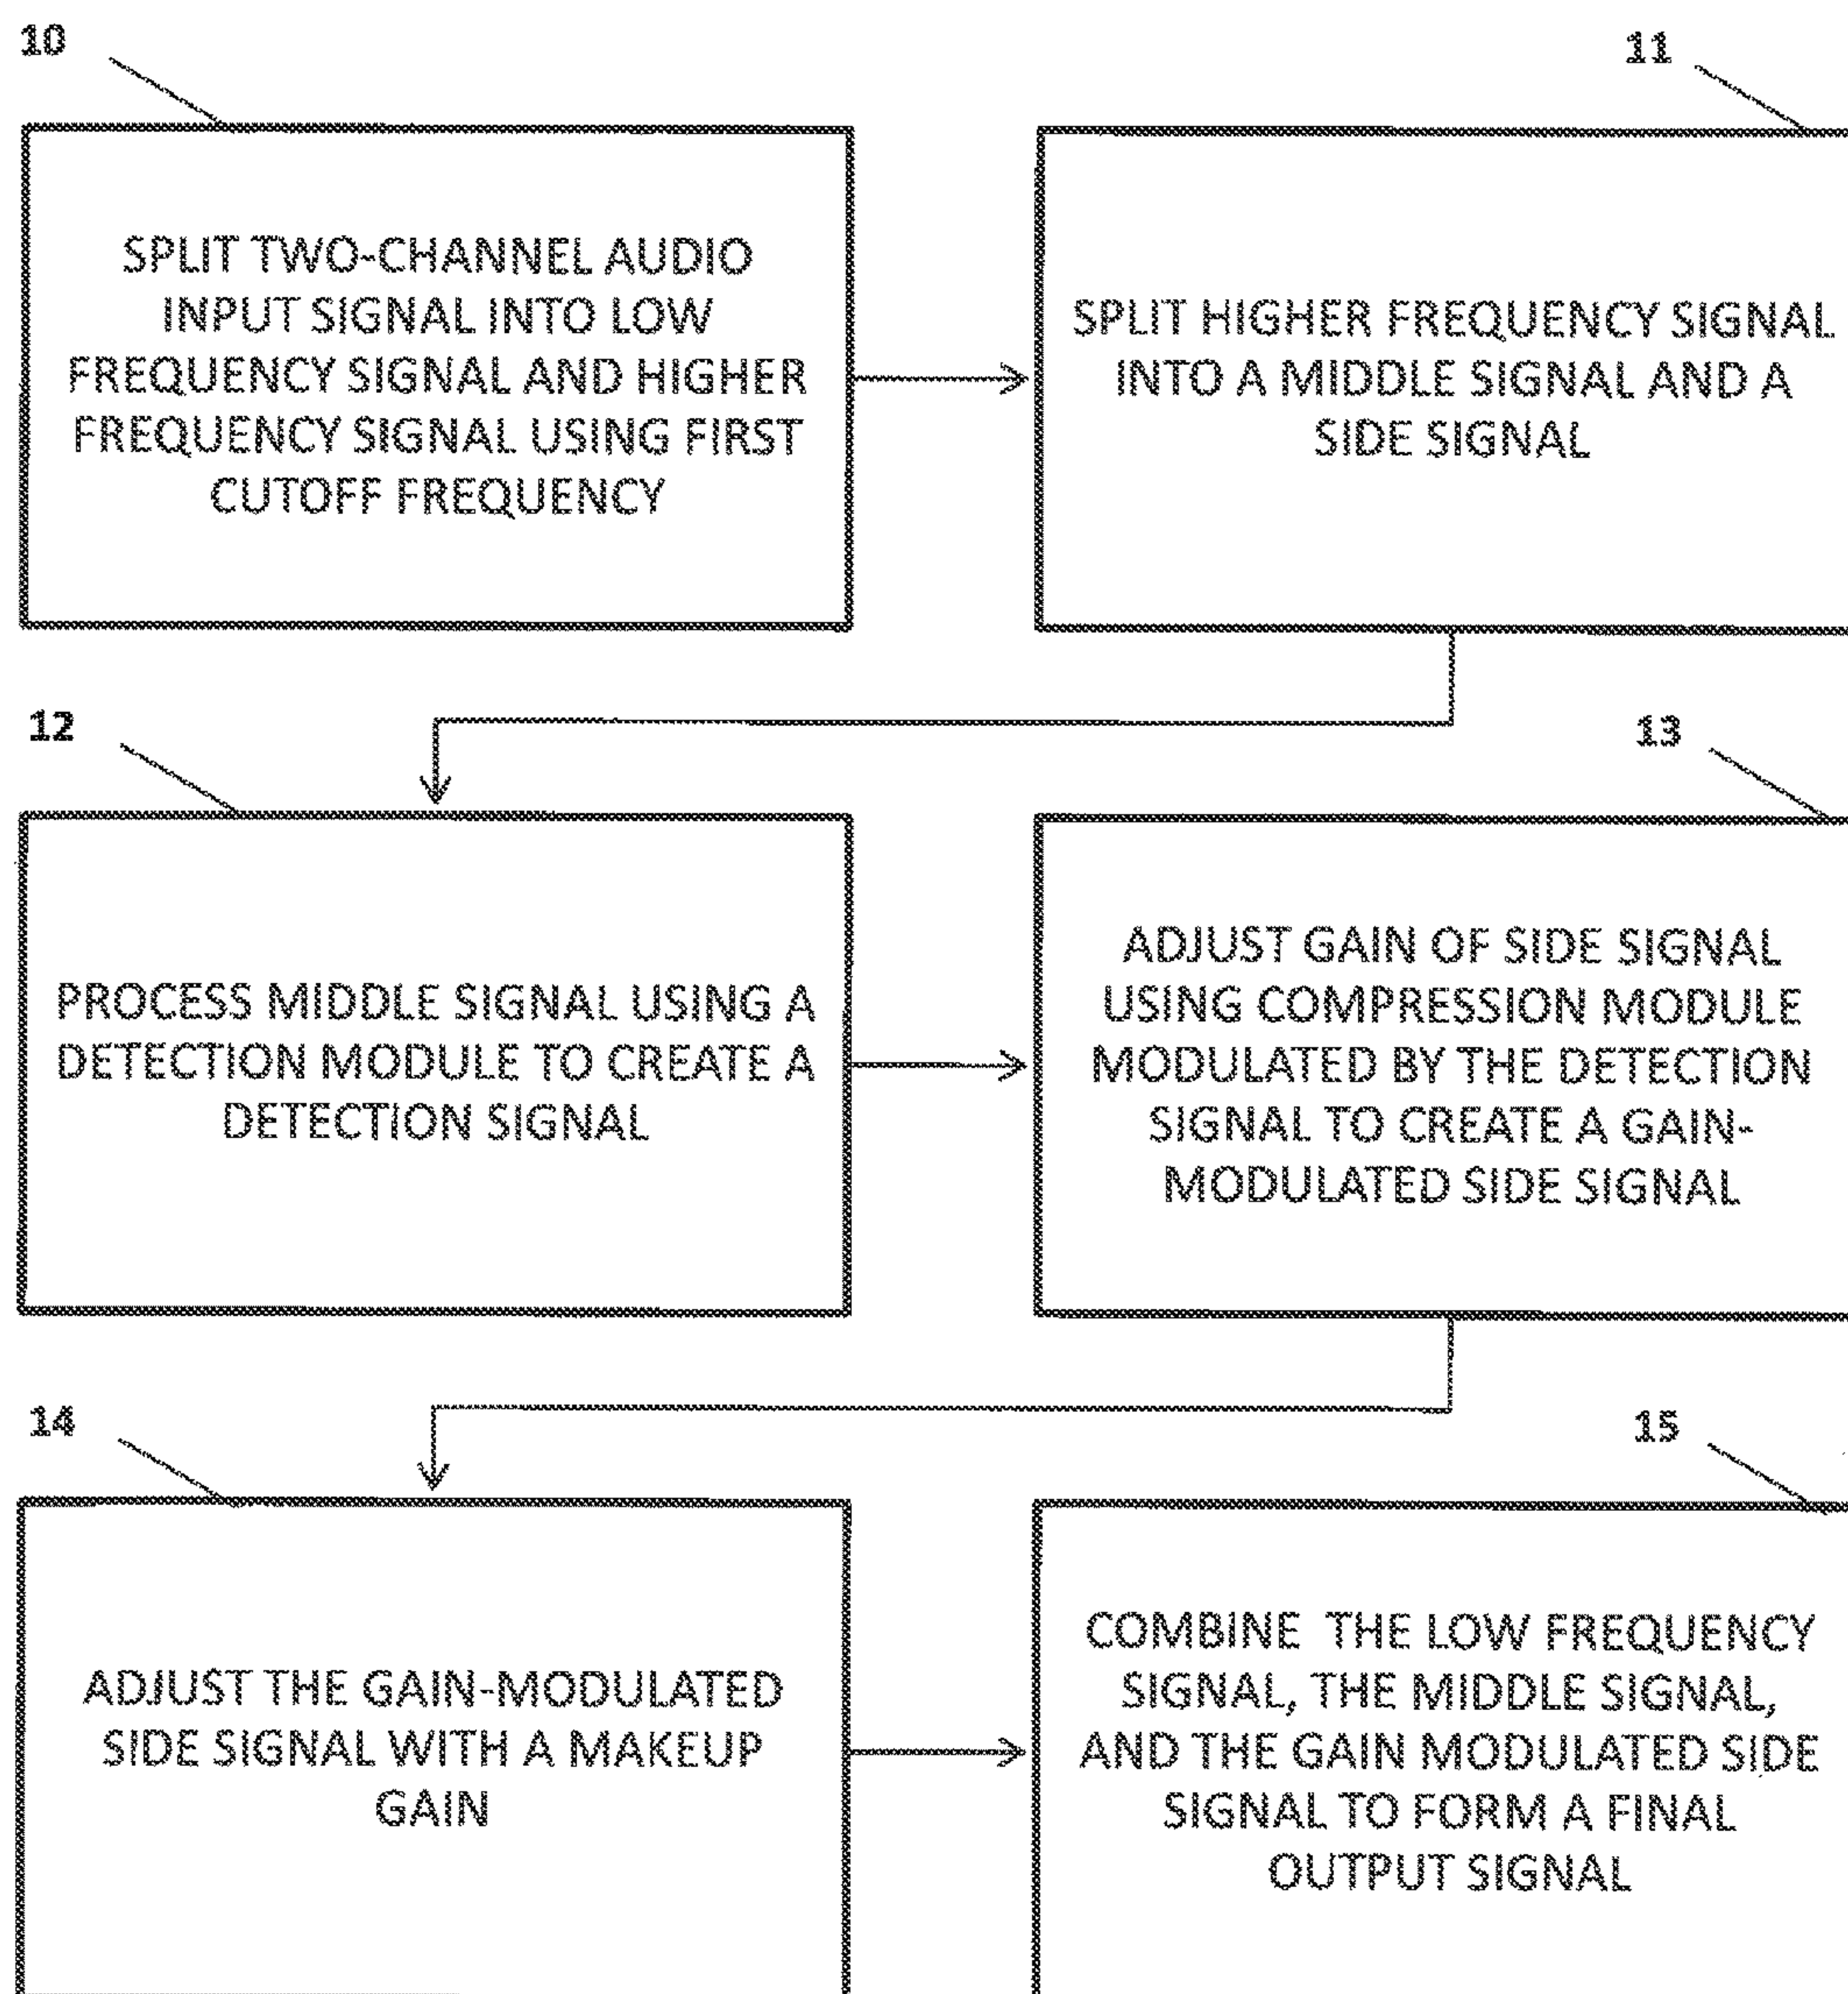 10
11
SPLIT TWO-CHANNEL AUDIO
INPUT SIGNAL INTO LOW
FREQUENCY SIGNAL AND HIGHER
FREQUENCY SIGNAL USING FIRST
CUTOFF FREQUENCY
SPLIT HIGHER FREQUENCY SIGNAL
INTO A MIDDLE SIGNAL AND A
SIDE SIGNAL
12
13
PROCESS MIDDLE SIGNAL USING A
DETECTION MODULE TO CREATE A
DETECTION SIGNAL
ADJUST GAIN OF SIDE SIGNAL
USING COMPRESSION MODULE
MODULATED BY THE DETECTION
SIGNAL TO CREATE A GAIN-
MODULATED SIDE SIGNAL
14
15
ADJUST THE GAIN-MODULATED
SIDE SIGNAL WITH A MAKEUP
GAIN
COMBINE THE LOW FREQUENCY
SIGNAL, THE MIDDLE SIGNAL,
AND THE GAIN MODULATED SIDE
SIGNAL TO FORM A FINAL
OUTPUT SIGNAL